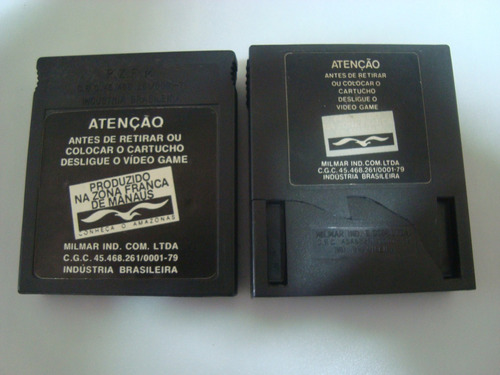 ATENÇÃO
ANTES DE RETIRAR OU
COLOCAR O CARTUCHO
DESLIGUE O VÍDEO GAME
PRODUZIDO
NA ZONA FRANCA
DE MANAUS
CONHEÇA O AMAZONAS
MILMAR IND. COM. LTDA
C.G.C. 45.468.261/0001-79
INDÚSTRIA BRASILEIRA
ATENÇÃO
ANTES DE RETIRAR
OU COLOCAR O
CARTUCHO
DESLIGUE O
VIDEO GAME
MILMAR IND.COM.LTDA
C.G.C. 45.468.261/0001-79
INDÚSTRIA BRASILEIRA
MILMAR IND.